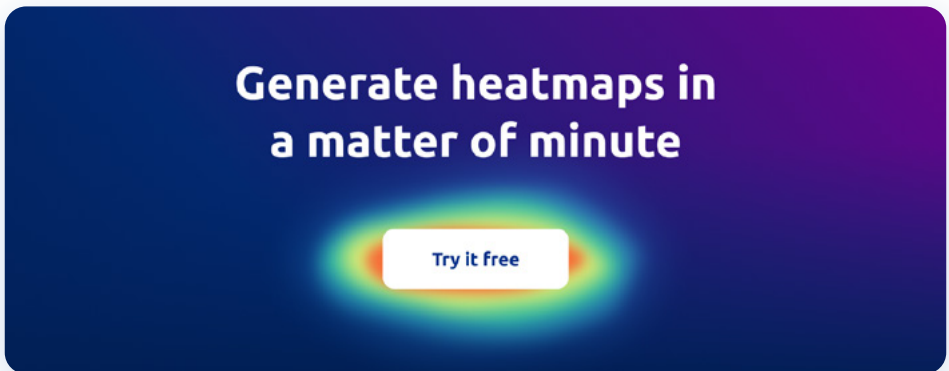 Generate heatmaps in
a matter of minute
Try it free